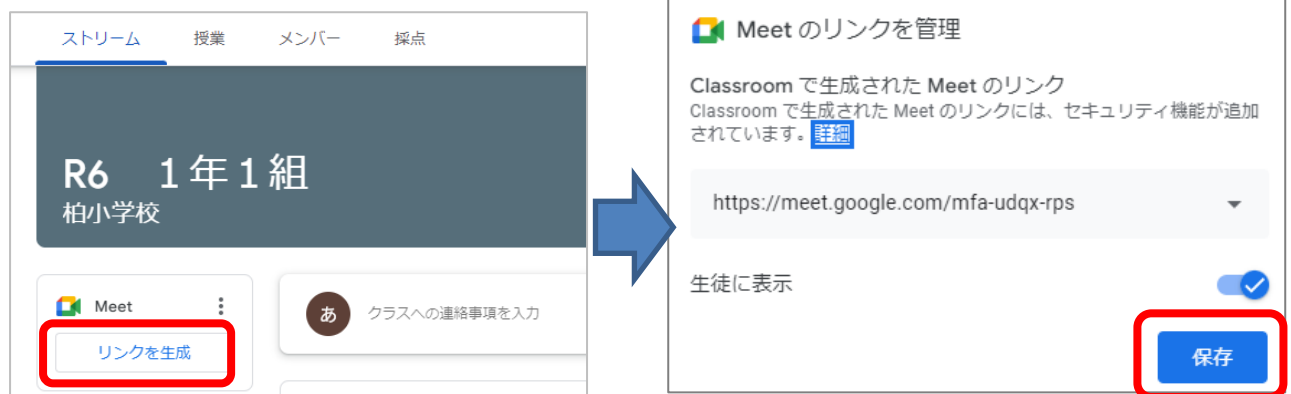 ストリーム 授業 メンバー 採点
R6 1年1組
柏小学校
Meet
リンクを生成
あ クラスへの連絡事項を入力
Meet のリンクを管理
Classroom で生成された Meet のリンク
Classroom で生成された Meet のリンクには、セキュリティ機能が追加
されています。詳細
https://meet.google.com/mfa-udqx-rps
生徒に表示
保存